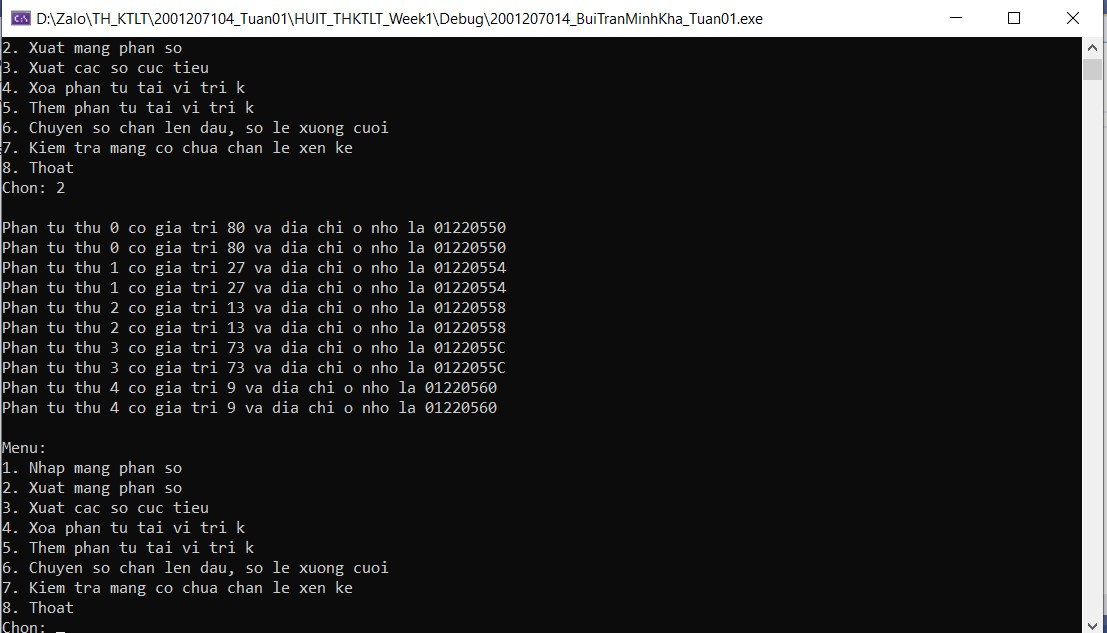 D:\Zalo\TH_KTLT\2001207104_Tuan01\HUIT_THKTLT_Week1\Debug\2001207014_BuiTranMinhKha_Tuan01.exe
2. Xuat mang phan so
3. Xuat cac so cuc tieu
4. Xoa phan tu tai vi tri k
5. Them phan tu tai vi tri k
6. Chuyen so chan len dau, so le xuong cuoi
7. Kiem tra mang co chua chan le xen ke
8. Thoat
Chon: 2
Phan tu thu 0 co gia tri 80 va dia chi o nho la 01220550
Phan tu thu 0 co gia tri 80 va dia chi o nho la 01220550
Phan tu thu 1 co gia tri 27 va dia chi o nho la 01220554
Phan tu thu 1 co gia tri 27 va dia chi o nho la 01220554
Phan tu thu 2 co gia tri 13 va dia chi o nho la 01220558
Phan tu thu 2 co gia tri 13 va dia chi o nho la 01220558
Phan tu thu 3 co gia tri 73 va dia chi o nho la 0122055C
Phan tu thu 3 co gia tri 73 va dia chi o nho la 0122055C
Phan tu thu 4 co gia tri 9 va dia chi o nho la 01220560
Phan tu thu 4 co gia tri 9 va dia chi o nho la 01220560
Menu:
1. Nhap mang phan so
2. Xuat mang phan so
3. Xuat cac so cuc tieu
4. Xoa phan tu tai vi tri k
5. Them phan tu tai vi tri k
6. Chuyen so chan len dau, so le xuong cuoi
7. Kiem tra mang co chua chan le xen ke
8. Thoat
Chon: _